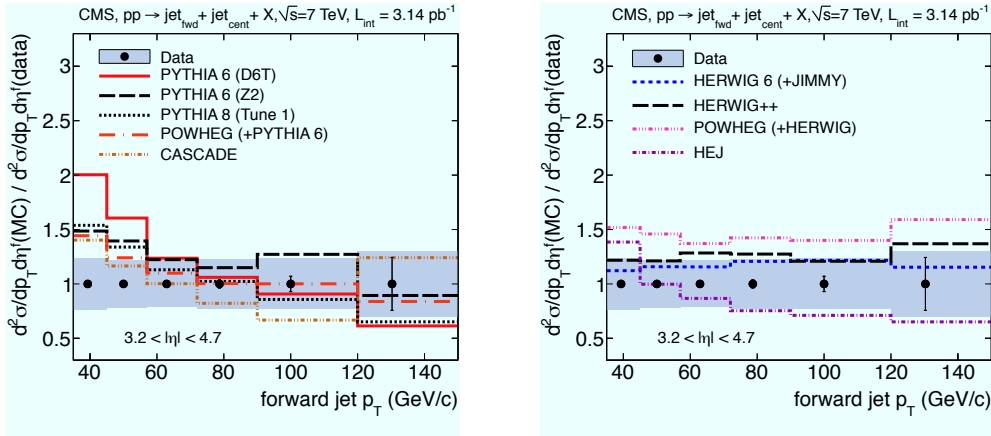 CMS, pp → jet_fwd + jet_cent + X, √s=7 TeV, L_int = 3.14 pb⁻¹
d²σ/dp_T dη^f(MC) / d²σ/dp_T dη^f(data)
3
2.5
2
1.5
1
0.5
Data
PYTHIA 6 (D6T)
PYTHIA 6 (Z2)
PYTHIA 8 (Tune 1)
POWHEG (+PYTHIA 6)
CASCADE
3.2 < |η| < 4.7
40 60 80 100 120 140
forward jet p_T (GeV/c)
CMS, pp → jet_fwd + jet_cent + X, √s=7 TeV, L_int = 3.14 pb⁻¹
d²σ/dp_T dη^f(MC) / d²σ/dp_T dη^f(data)
3
2.5
2
1.5
1
0.5
Data
HERWIG 6 (+JIMMY)
HERWIG++
POWHEG (+HERWIG)
HEJ
3.2 < |η| < 4.7
40 60 80 100 120 140
forward jet p_T (GeV/c)